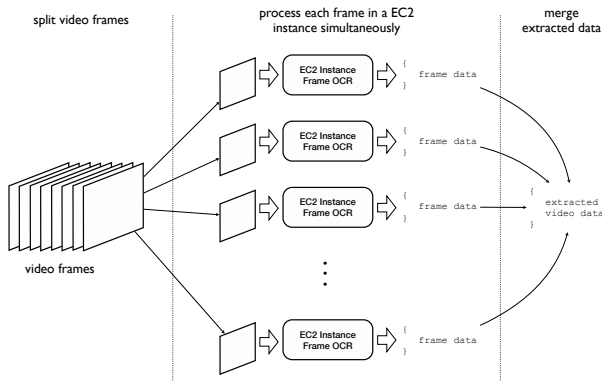 split video frames
process each frame in a EC2
instance simultaneously
merge
extracted data
EC2 Instance
Frame OCR
{
frame data
}
EC2 Instance
Frame OCR
{
frame data
}
EC2 Instance
Frame OCR
{
frame data
}
{
extracted
video data
}
video frames
EC2 Instance
Frame OCR
{
frame data
}